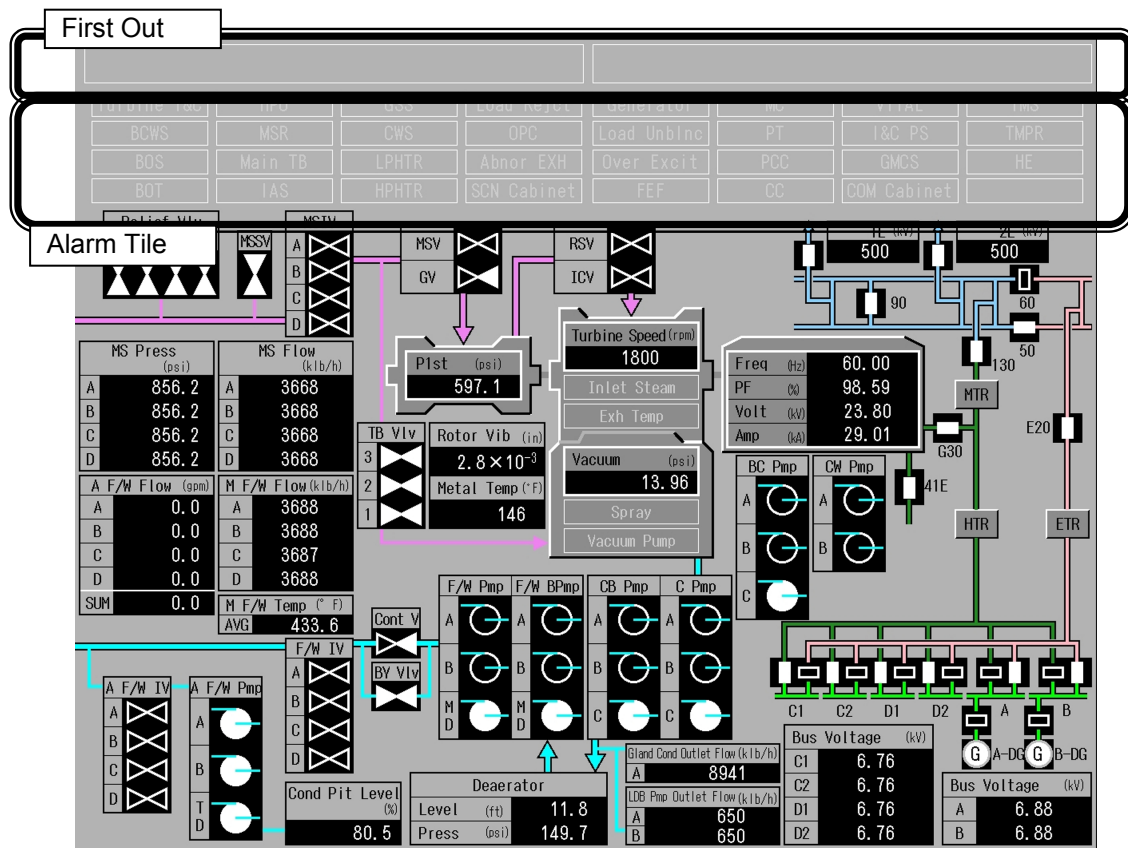 First Out
BCWS MSR CWS OPC Load Unblnc PT I&C PS TMPR
BOS Main TB LPHTR Abnor EXH Over Excit PCC GMCS HE
BOT IAS HPHTR SCN Cabinet FEF CC COM Cabinet
Alarm Tile
MSIV
A
B
C
D
MSSV
MSV
GV
RSV
ICV
500
500
90
60
50
130
MS Press (psi)
A 856.2
B 856.2
C 856.2
D 856.2
MS Flow (klb/h)
A 3668
B 3668
C 3668
D 3668
P1st (psi)
597.1
Turbine Speed (rpm)
1800
Inlet Steam
Exh Temp
Vacuum (psi)
13.96
Spray
Vacuum Pump
Freq (Hz) 60.00
PF (%) 98.59
Volt (kV) 23.80
Amp (kA) 29.01
MTR
G30
E20
41E
HTR
ETR
TB Vlv
3
2
1
Rotor Vib (in)
2.8×10⁻³
Metal Temp (°F)
146
BC Pmp
A
B
C
CW Pmp
A
B
A F/W Flow (gpm)
A 0.0
B 0.0
C 0.0
D 0.0
SUM 0.0
M F/W Flow (klb/h)
A 3688
B 3688
C 3687
D 3688
M F/W Temp (° F)
AVG 433.6
Cont V
BY Vlv
F/W IV
A
B
C
D
F/W Pmp
A
B
M D
F/W BPmp
A
B
M D
CB Pmp
A
B
C
C Pmp
A
B
C
A F/W IV
A
B
C
D
A F/W Pmp
A
B
T D
Cond Pit Level (%)
80.5
Deaerator
Level (ft) 11.8
Press (psi) 149.7
Gland Cond Outlet Flow (klb/h)
A 8941
LDB Pmp Outlet Flow (klb/h)
A 650
B 650
C1 C2 D1 D2 A B
G A-DG G B-DG
Bus Voltage (kV)
C1 6.76
C2 6.76
D1 6.76
D2 6.76
Bus Voltage (kV)
A 6.88
B 6.88